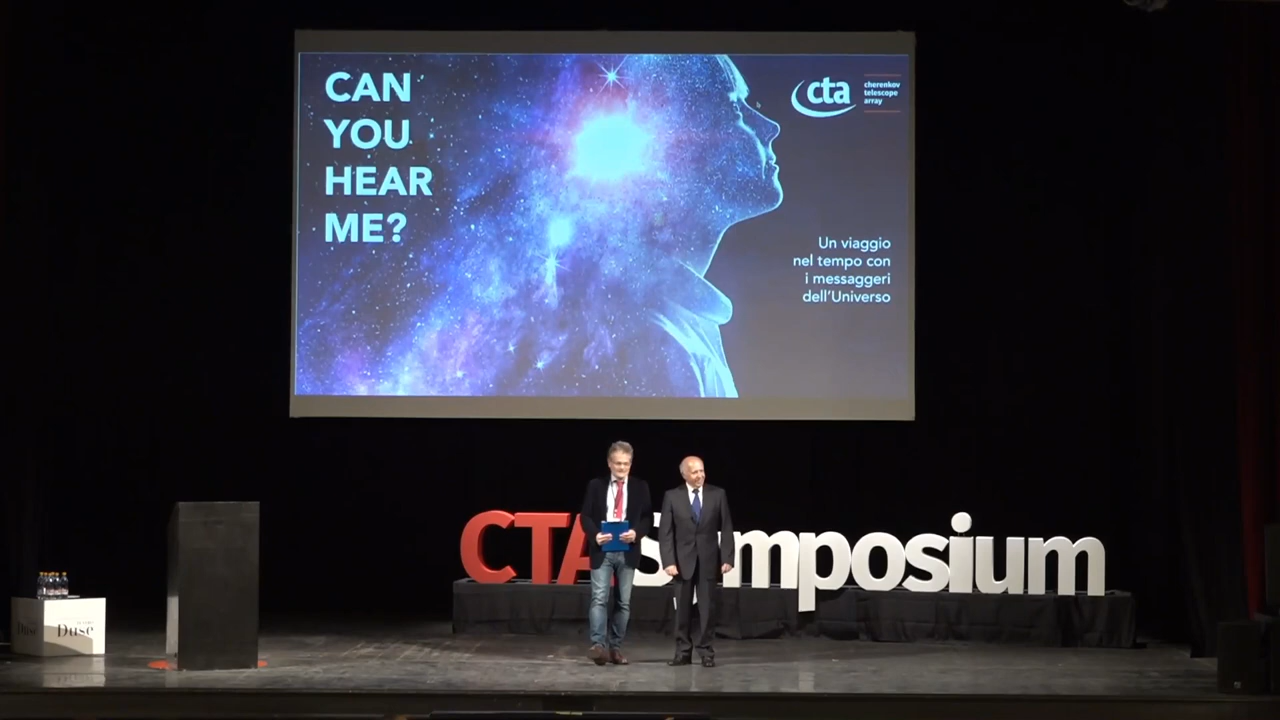 CAN
YOU
HEAR
ME?
cta
cherenkov
telescope
array
Un viaggio
nel tempo con
i messaggeri
dell'Universo
CTA Symposium
Duse